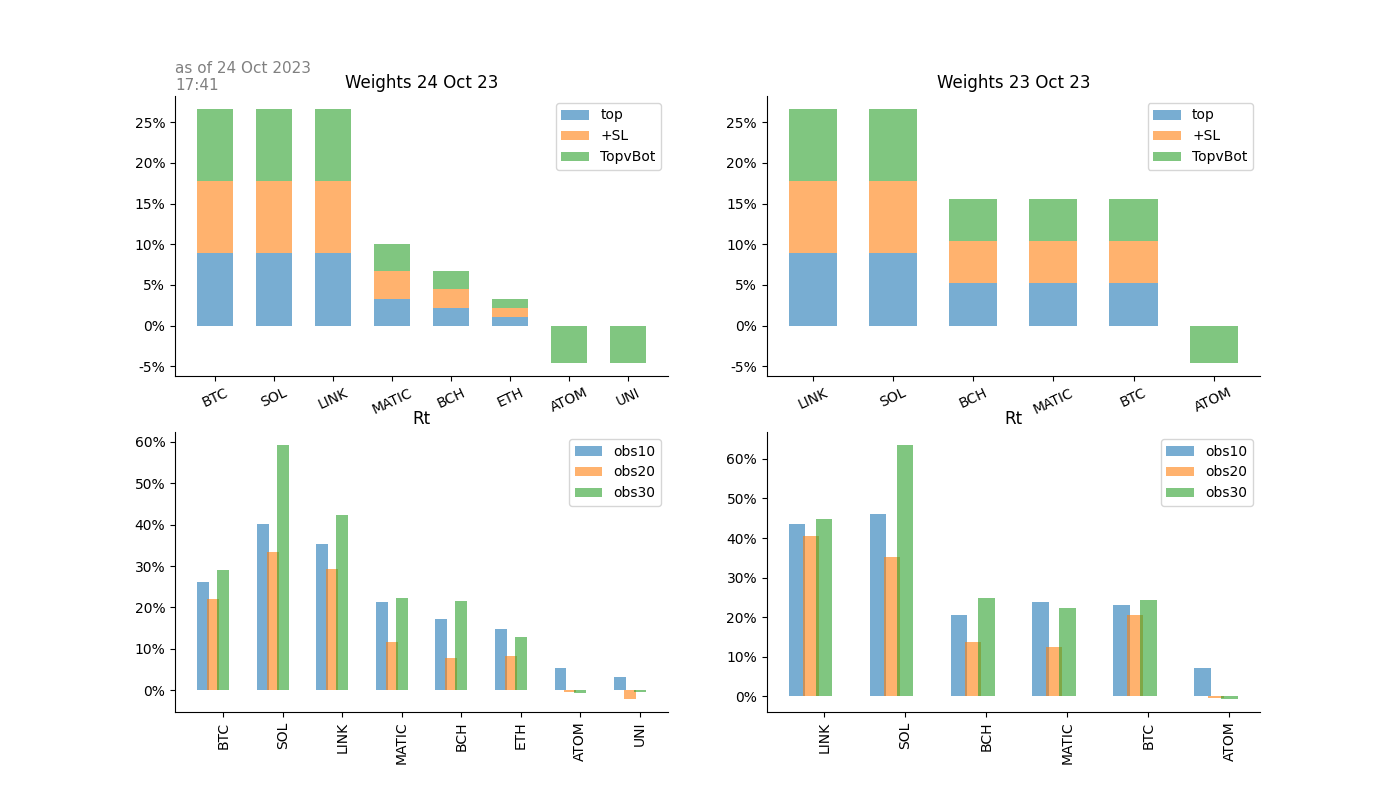 as of 24 Oct 2023
17:41
Weights 24 Oct 23
25%
20%
15%
10%
5%
0%
-5%
top
+SL
TopvBot
BTC
SOL
LINK
MATIC
BCH
ETH
ATOM
UNI
Weights 23 Oct 23
25%
20%
15%
10%
5%
0%
-5%
top
+SL
TopvBot
LINK
SOL
BCH
MATIC
BTC
ATOM
Rt
60%
50%
40%
30%
20%
10%
0%
obs10
obs20
obs30
BTC
SOL
LINK
MATIC
BCH
ETH
ATOM
UNI
Rt
60%
50%
40%
30%
20%
10%
0%
obs10
obs20
obs30
LINK
SOL
BCH
MATIC
BTC
ATOM